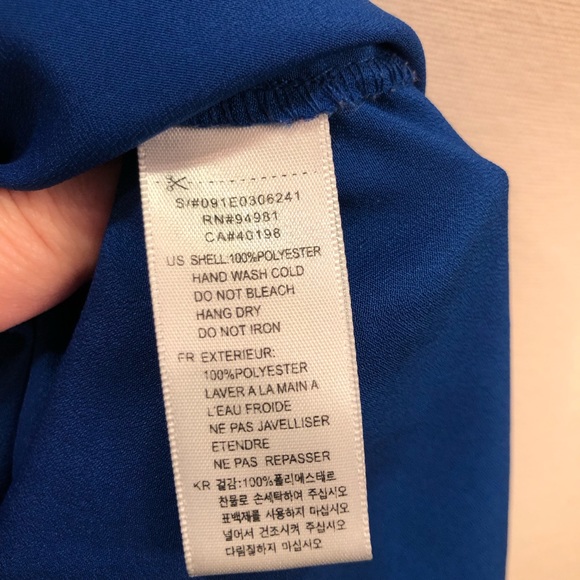 S/#091E0306241
RN#94981
CA#40198
US SHELL:100%POLYESTER
HAND WASH COLD
DO NOT BLEACH
HANG DRY
DO NOT IRON
FR EXTERIEUR:
100%POLYESTER
LAVER A LA MAIN A
L'EAU FROIDE
NE PAS JAVELLISER
ETENDRE
NE PAS REPASSER
KR 겉감:100%폴리에스테르
찬물로 손세탁하여 주십시오
표백제를 사용하지 마십시오
널어서 건조시켜 주십시오
다림질하지 마십시오